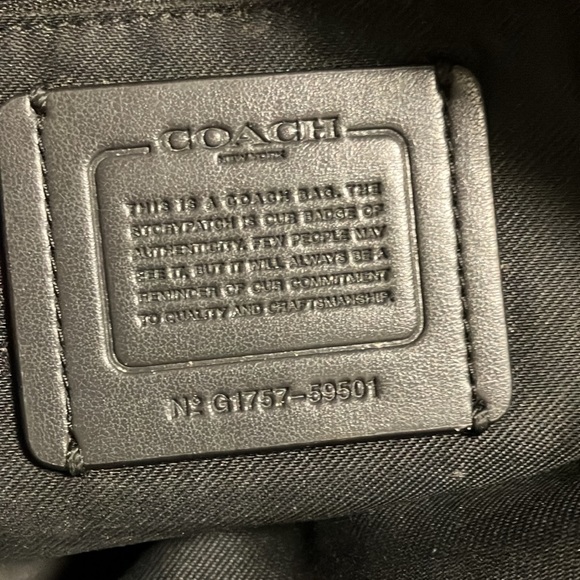 COACH
NEW YORK
THIS IS A COACH BAG. THE
STORYPATCH IS OUR BADGE OF
AUTHENTICITY. FEW PEOPLE MAY
SEE IT, BUT IT WILL ALWAYS BE A
REMINDER OF OUR COMMITMENT
TO QUALITY AND CRAFTSMANSHIP.
Nº G1757-59501